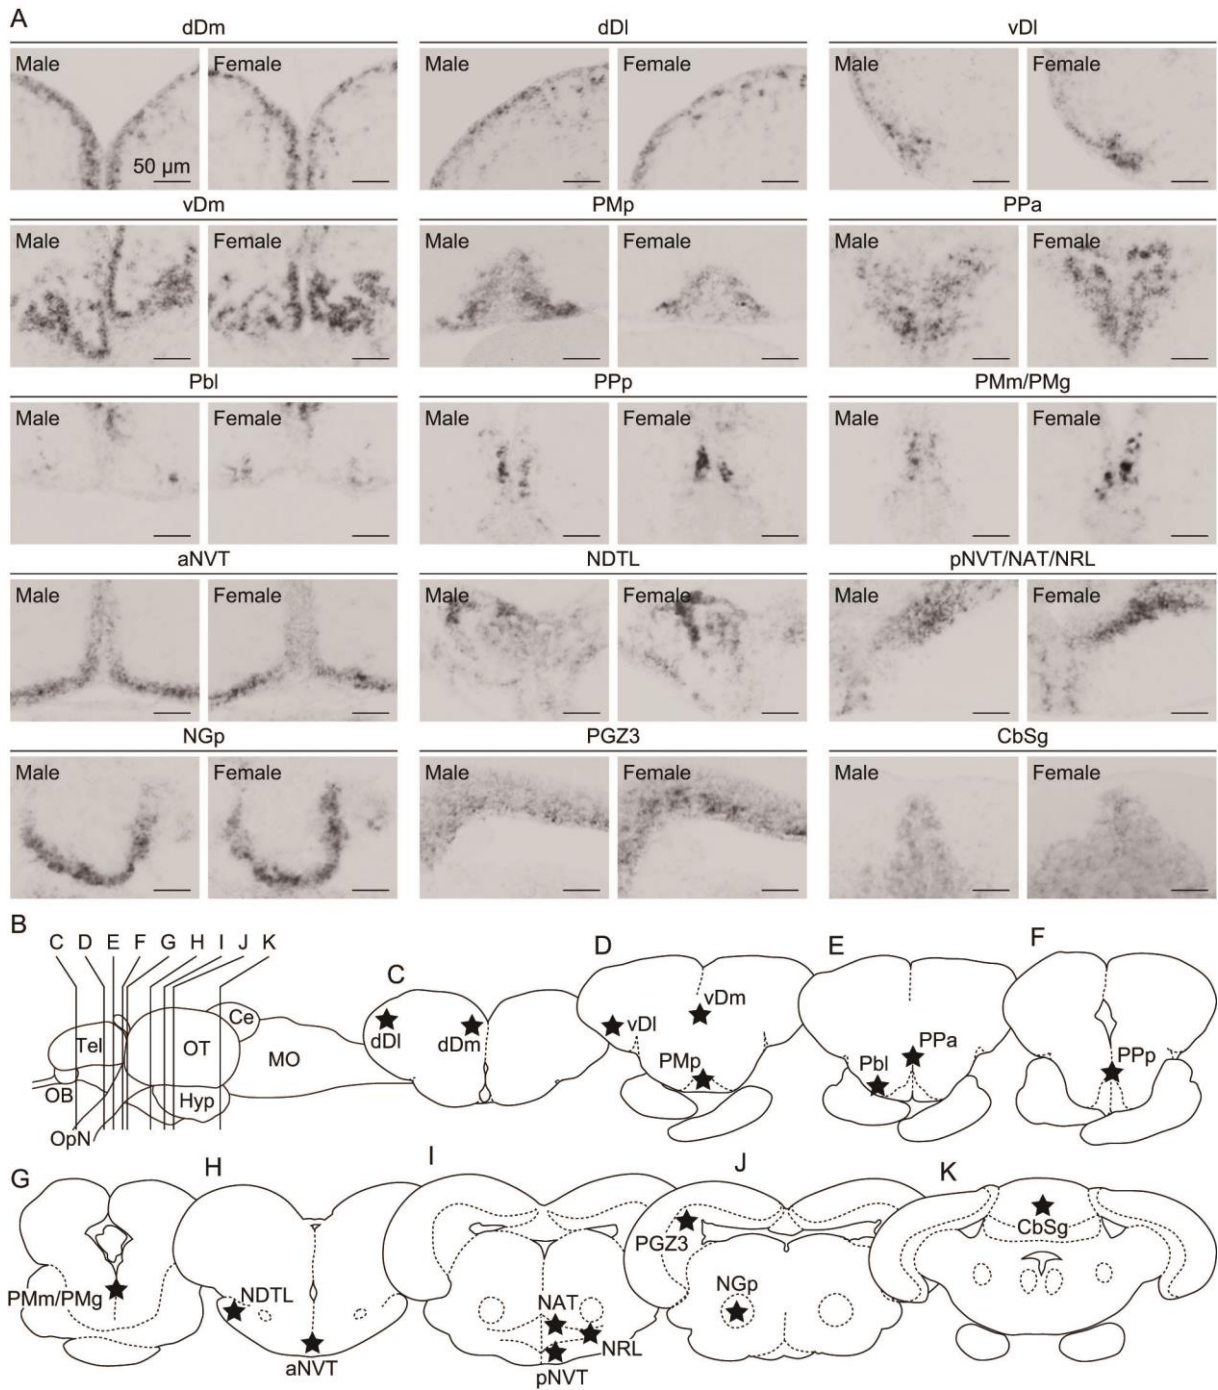 A
dDm
dDl
vDl
Male
Female
Male
Female
Male
Female
50 µm
vDm
PMp
PPa
Male
Female
Male
Female
Male
Female
Pbl
PPp
PMm/PMg
Male
Female
Male
Female
Male
Female
aNVT
NDTL
pNVT/NAT/NRL
Male
Female
Male
Female
Male
Female
NGp
PGZ3
CbSg
Male
Female
Male
Female
Male
Female
B
C D E F G H I J K
Ce
Tel
OT
MO
OB
Hyp
OpN
C
dDl
dDm
D
vDm
vDl
PMp
E
PPa
Pbl
F
PPp
G
PMm/PMg
H
NDTL
aNVT
I
NAT
NRL
pNVT
J
PGZ3
NGp
K
CbSg